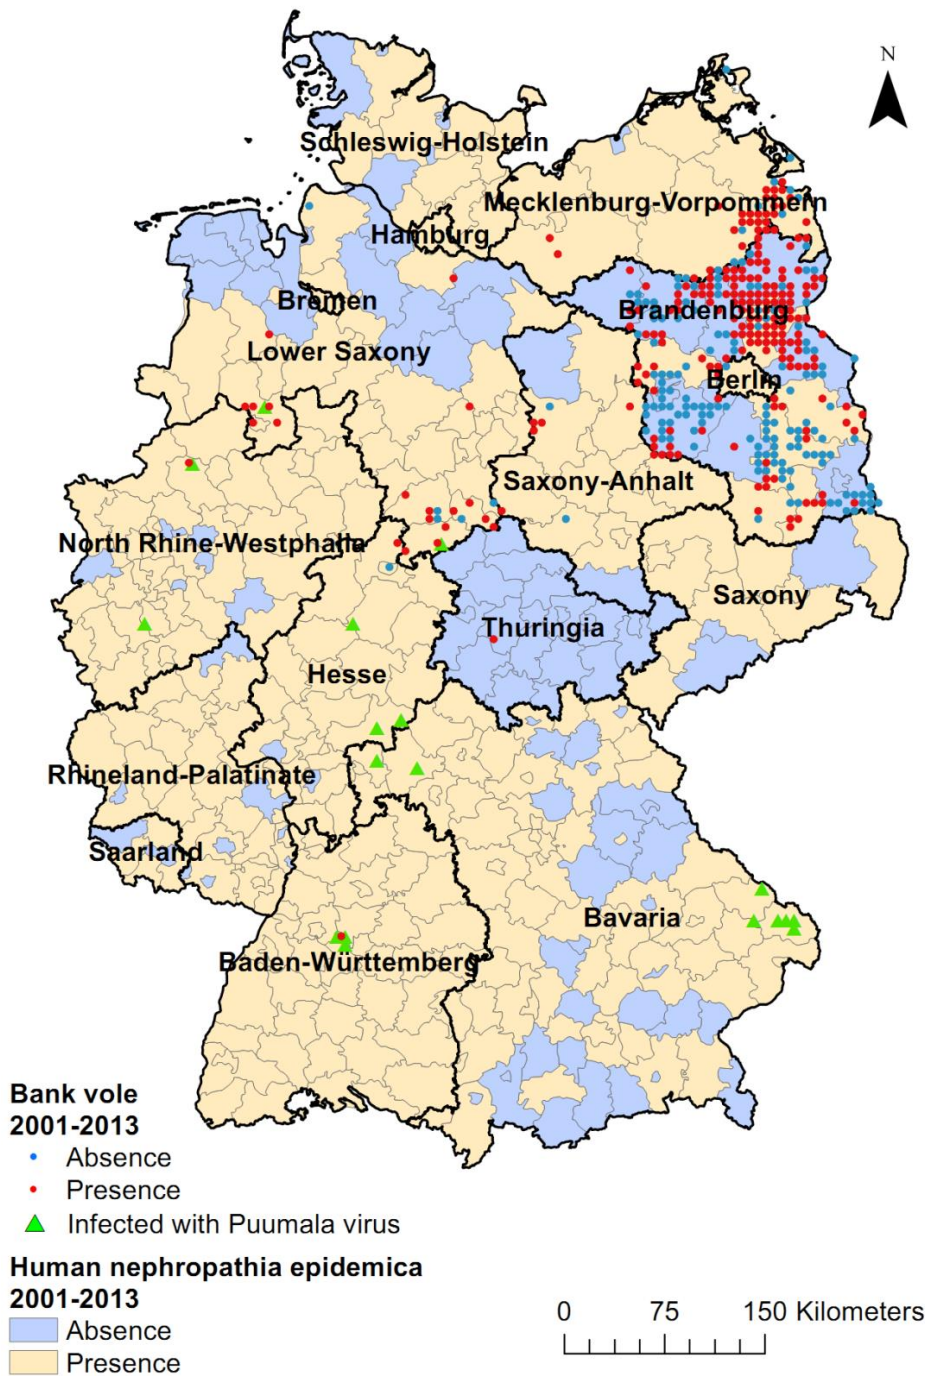 N
Schleswig-Holstein
Mecklenburg-Vorpommern
Hamburg
Bremen
Brandenburg
Lower Saxony
Berlin
Saxony-Anhalt
North Rhine-Westphalia
Saxony
Thuringia
Hesse
Rhineland-Palatinate
Saarland
Bavaria
Baden-Württemberg
Bank vole
2001-2013
Absence
Presence
Infected with Puumala virus
Human nephropathia epidemica
2001-2013
Absence
Presence
0 75 150 Kilometers